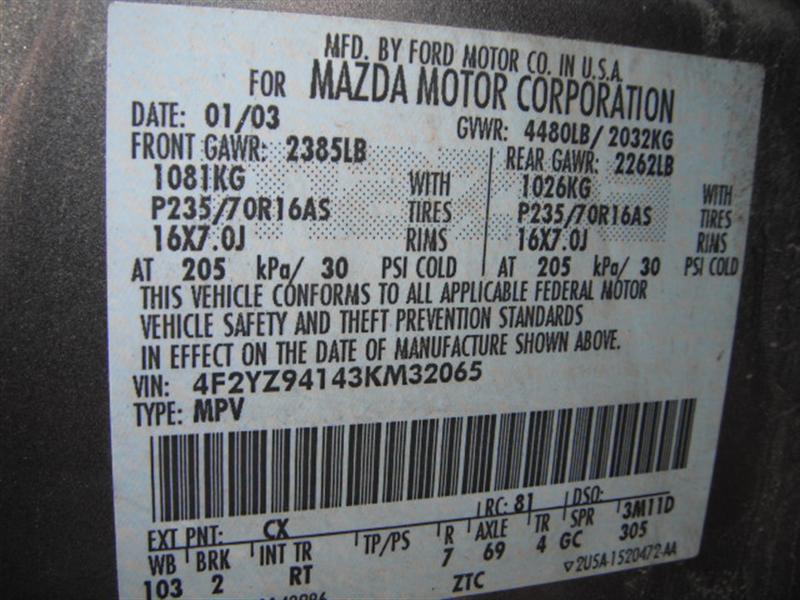 MFD. BY FORD MOTOR CO. IN U.S.A.
FOR MAZDA MOTOR CORPORATION
DATE: 01/03 GVWR: 4480LB/ 2032KG
FRONT GAWR: 2385LB REAR GAWR: 2262LB
1081KG WITH 1026KG WITH
P235/70R16AS TIRES P235/70R16AS TIRES
16X7.0J RIMS 16X7.0J RIMS
AT 205 kPa/ 30 PSI COLD AT 205 kPa/ 30 PSI COLD
THIS VEHICLE CONFORMS TO ALL APPLICABLE FEDERAL MOTOR
VEHICLE SAFETY AND THEFT PREVENTION STANDARDS
IN EFFECT ON THE DATE OF MANUFACTURE SHOWN ABOVE.
VIN: 4F2YZ94143KM32065
TYPE: MPV
EXT PNT: CX RC: 81 DSO:
WB BRK INT TR TP/PS R AXLE TR SPR 3M11D
103 2 RT 7 69 4 GC 305
ZTC ▽2U5A-1520472-AA